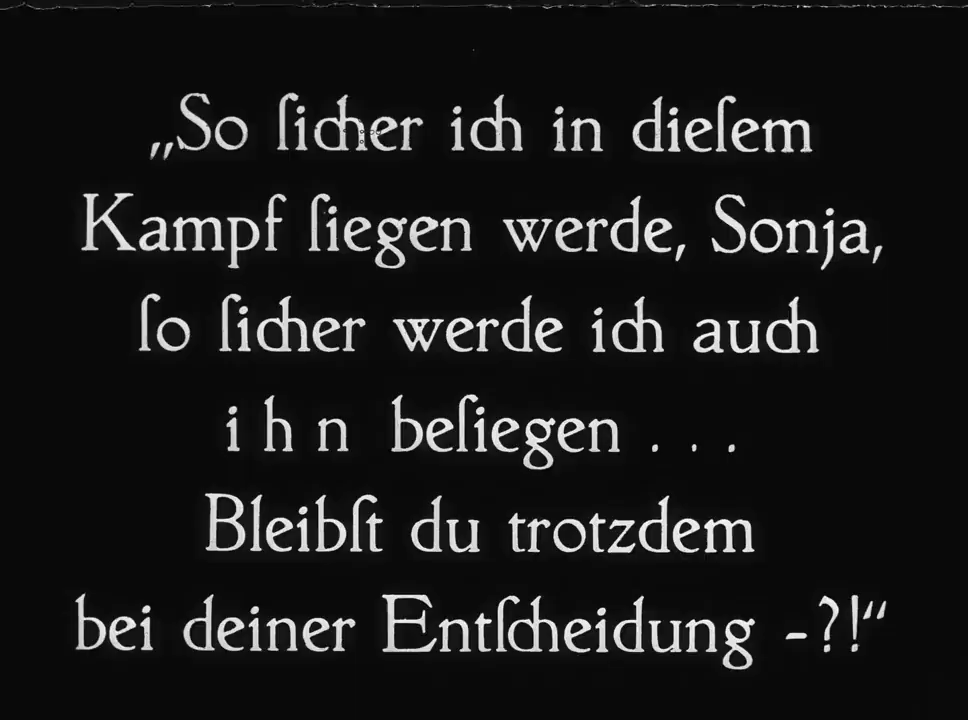 „So ſicher ich in dieſem
Kampf ſiegen werde, Sonja,
ſo ſicher werde ich auch
i h n beſiegen . . .
Bleibſt du trotzdem
bei deiner Entſcheidung -?!“